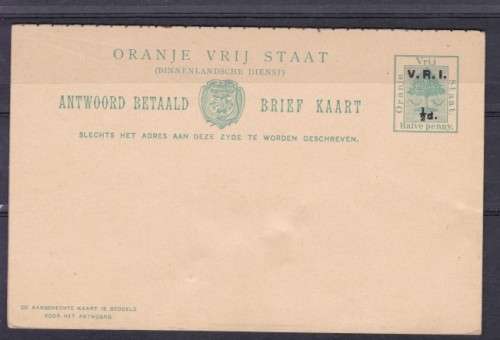 ORANJE VRIJ STAAT
(BINNENLANDSCHE DIENST)
ANTWOORD BETAALD BRIEF KAART
SLECHTS HET ADRES AAN DEZE ZYDE TE WORDEN GESCHREVEN.
Vrij
Oranje
Staat
V.R.I.
½d.
Halve penny.
DE AANGEHECHTE KAART IS BEDOELD
VOOR HET ANTWOORD.